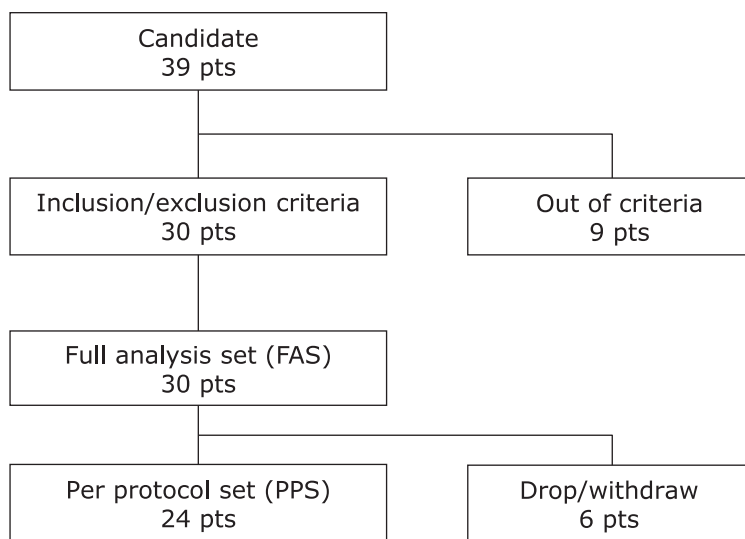 Candidate
39 pts
Inclusion/exclusion criteria
30 pts
Out of criteria
9 pts
Full analysis set (FAS)
30 pts
Per protocol set (PPS)
24 pts
Drop/withdraw
6 pts